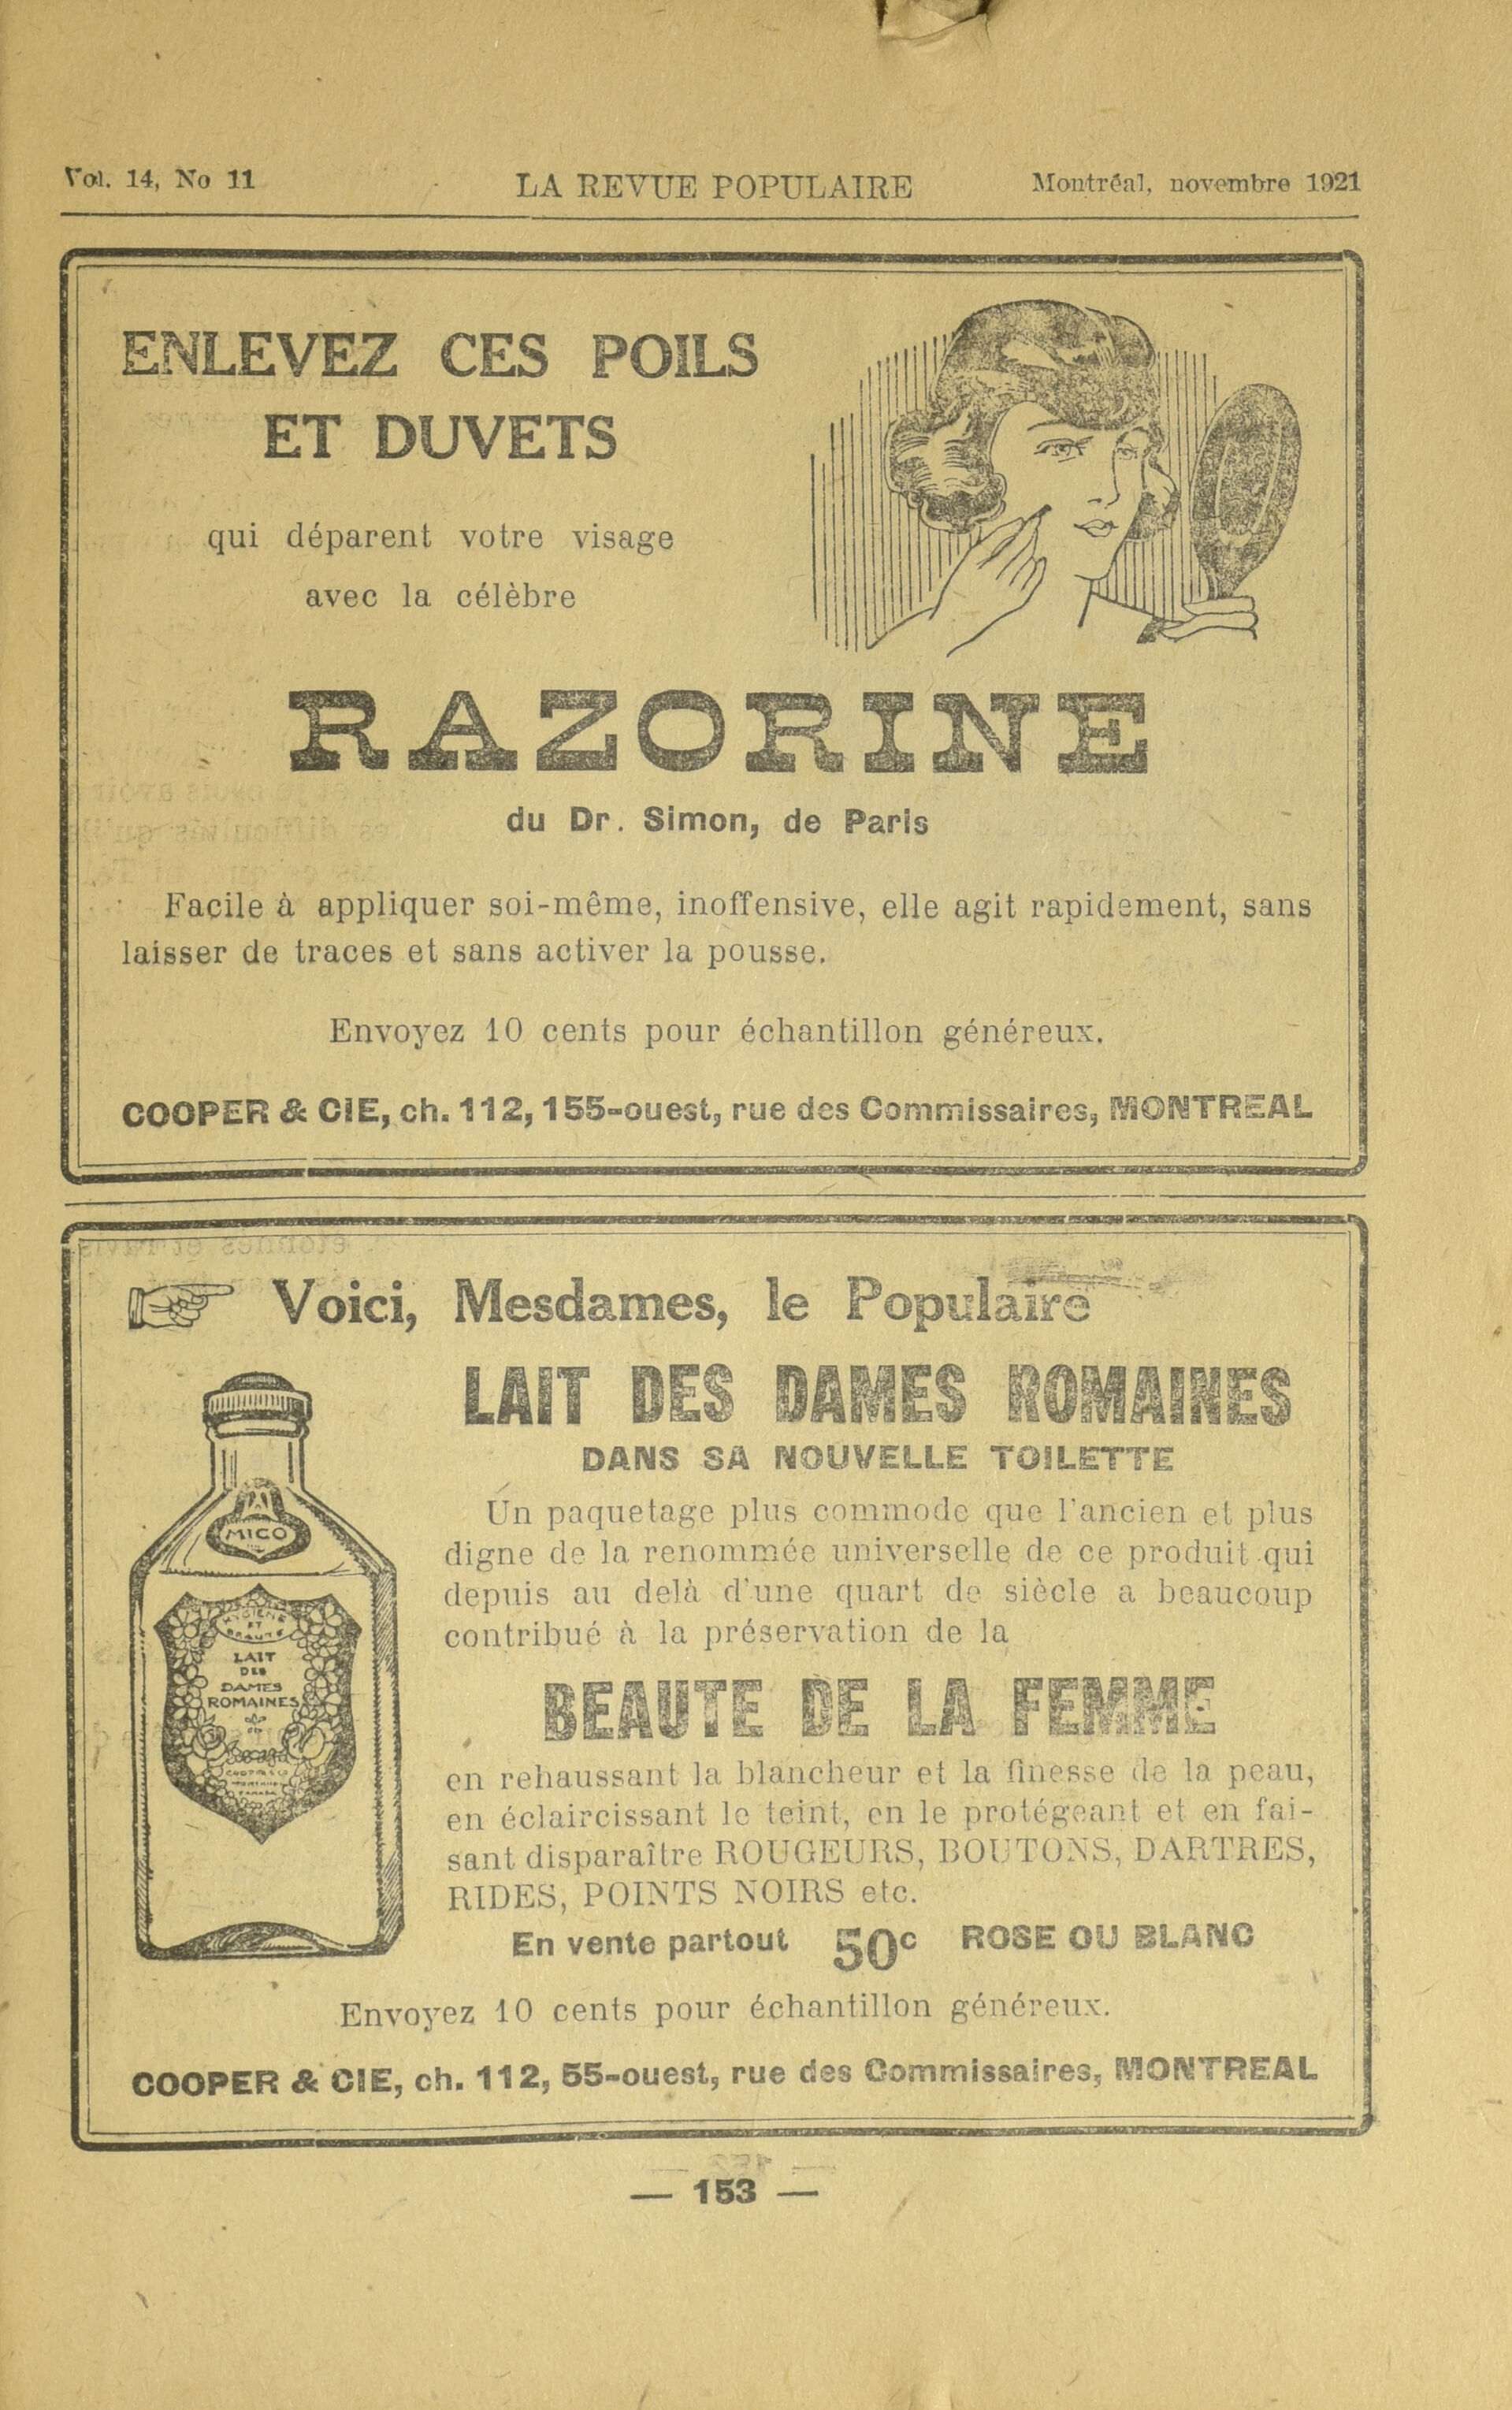 Vol. 14, No 11
LA REVUE POPULAIRE
Montréal, novembre 1921
ENLEVEZ CES POILS
ET DUVETS
qui déparent votre visage
avec la célèbre
RAZORINE
du Dr. Simon, de Paris
Facile à appliquer soi-même, inoffensive, elle agit rapidement, sans
laisser de traces et sans activer la pousse.
Envoyez 10 cents pour échantillon généreux.
COOPER & CIE, ch. 112, 155-ouest, rue des Commissaires, MONTREAL
Voici, Mesdames, le Populaire
LAIT DES DAMES ROMAINES
DANS SA NOUVELLE TOILETTE
Un paquetage plus commode que l'ancien et plus
digne de la renommée universelle de ce produit qui
depuis au delà d'une quart de siècle a beaucoup
contribué à la préservation de la
BEAUTE DE LA FEMME
en rehaussant la blancheur et la finesse de la peau,
en éclaircissant le teint, en le protégeant et en fai-
sant disparaître ROUGEURS, BOUTONS, DARTRES,
RIDES, POINTS NOIRS etc.
En vente partout 50c ROSE OU BLANC
MICO
HYGIENE
ET
BEAUTE
LAIT
DES
DAMES
ROMAINES
Envoyez 10 cents pour échantillon généreux.
COOPER & CIE, ch. 112, 55-ouest, rue des Commissaires, MONTREAL
— 153 —